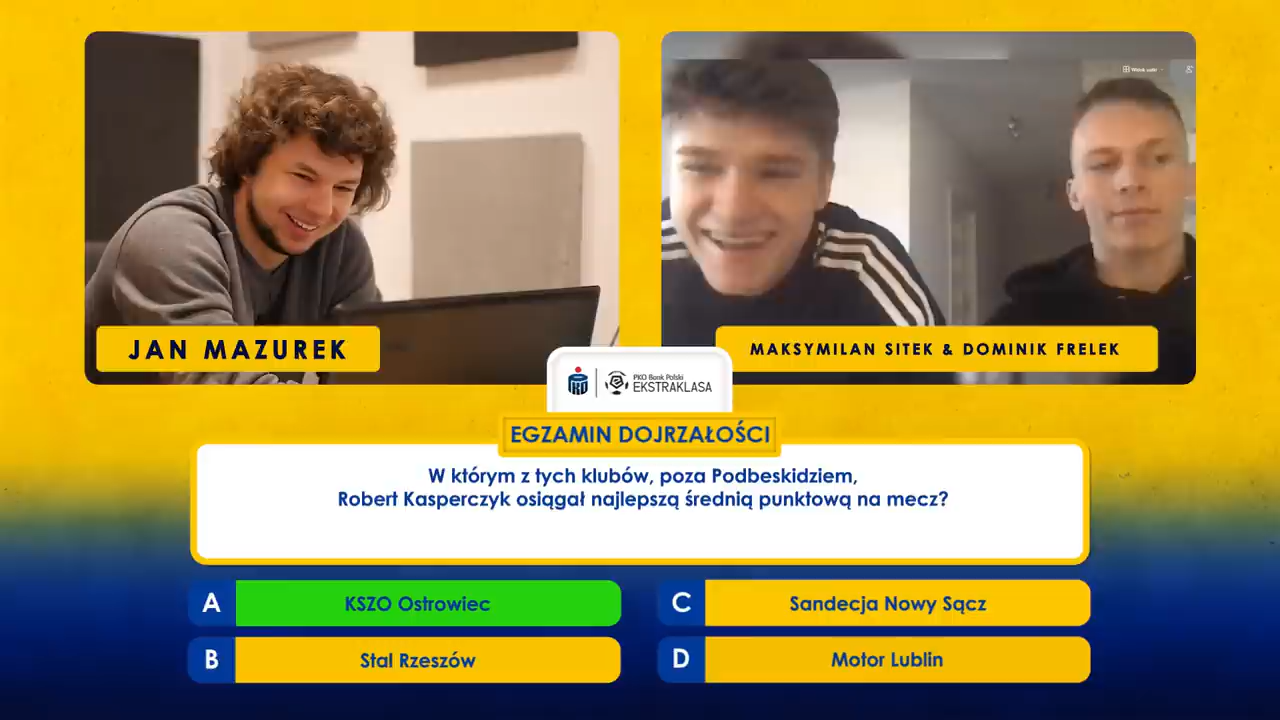 JAN MAZUREK
MAKSYMILAN SITEK & DOMINIK FRELEK
PKO Bank Polski
EKSTRAKLASA
EGZAMIN DOJRZAŁOŚCI
W którym z tych klubów, poza Podbeskidziem,
Robert Kasperczyk osiągał najlepszą średnią punktową na mecz?
A KSZO Ostrowiec
B Stal Rzeszów
C Sandecja Nowy Sącz
D Motor Lublin